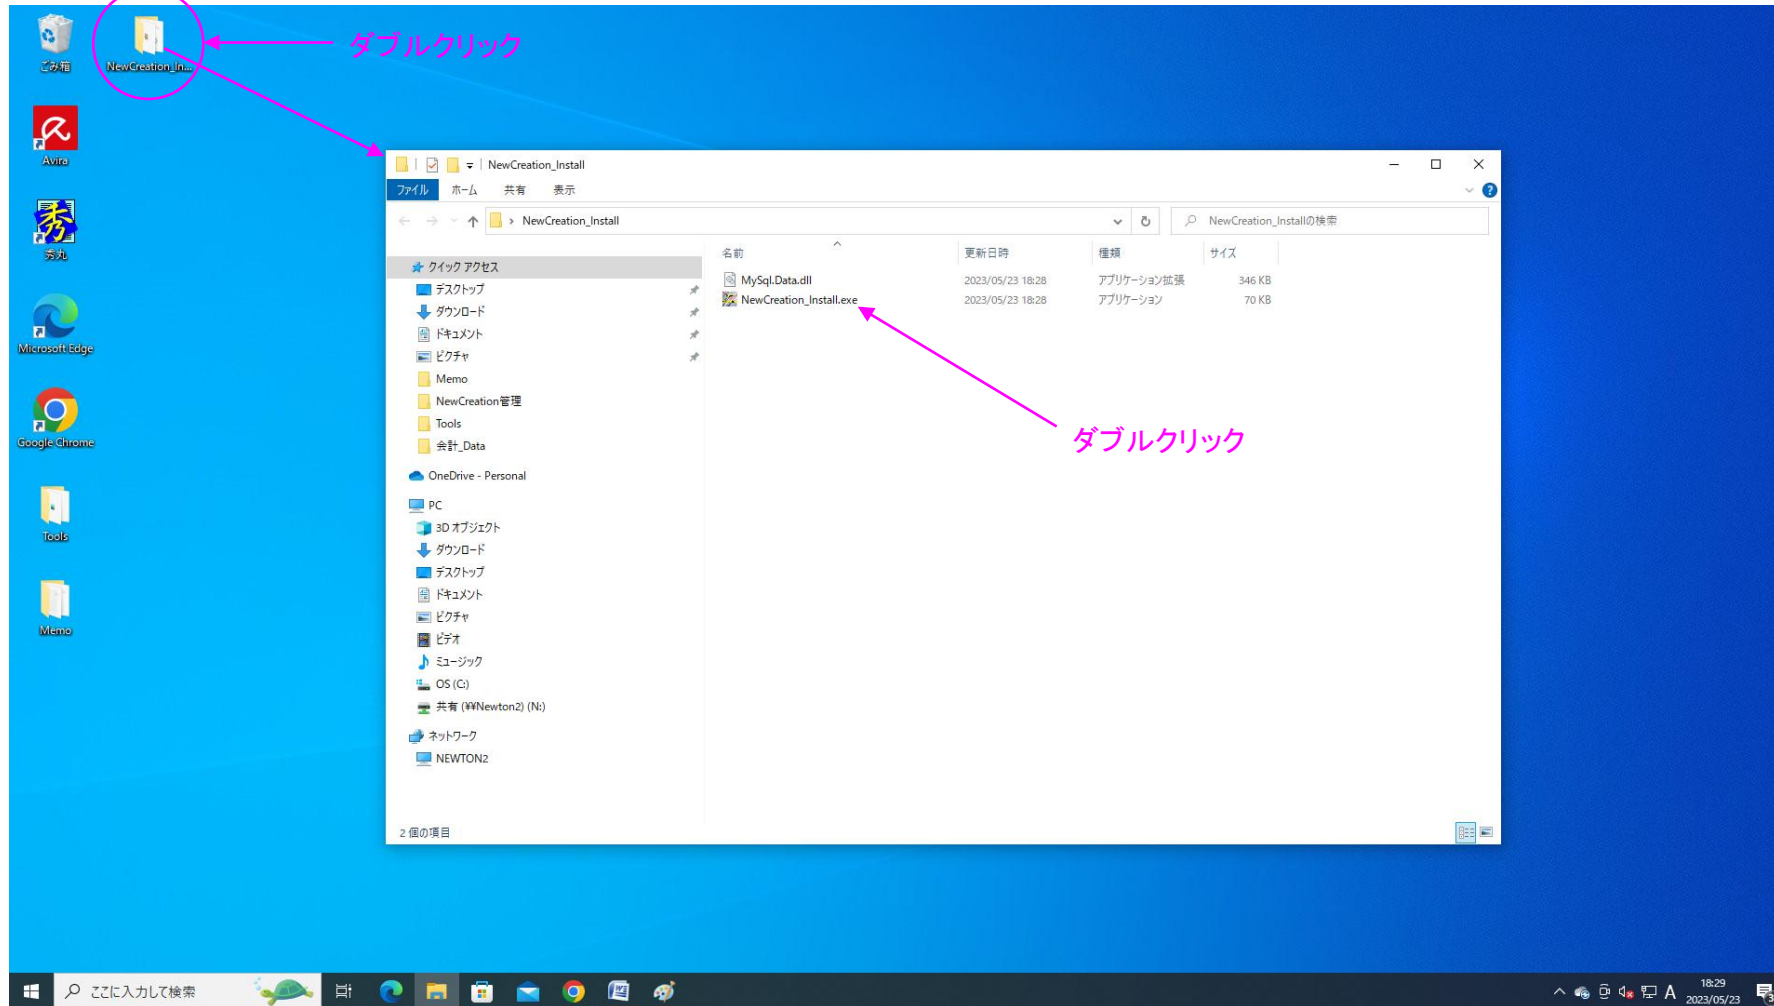 ごみ箱
NewCreation_In...
ダブルクリック
Avira
秀
秀丸
Microsoft Edge
Google Chrome
Tools
Memo
NewCreation_Install
ファイル ホーム 共有 表示
NewCreation_Install
NewCreation_Installの検索
名前 更新日時 種類 サイズ
MySql.Data.dll 2023/05/23 18:28 アプリケーション拡張 346 KB
NewCreation_Install.exe 2023/05/23 18:28 アプリケーション 70 KB
ダブルクリック
クイック アクセス
デスクトップ
ダウンロード
ドキュメント
ピクチャ
Memo
NewCreation管理
Tools
会計_Data
OneDrive - Personal
PC
3D オブジェクト
ダウンロード
デスクトップ
ドキュメント
ピクチャ
ビデオ
ミュージック
OS (C:)
共有 (¥¥Newton2) (N:)
ネットワーク
NEWTON2
2 個の項目
ここに入力して検索
A
18:29
2023/05/23
3